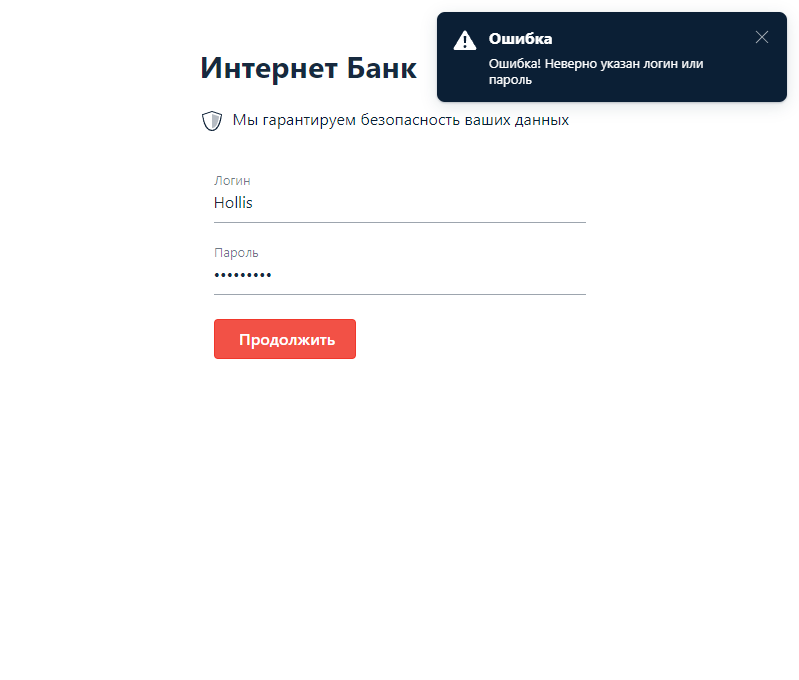 Ошибка
Ошибка! Неверно указан логин или
пароль
Интернет Банк
Мы гарантируем безопасность ваших данных
Логин
Hollis
Пароль
•••••••••
Продолжить